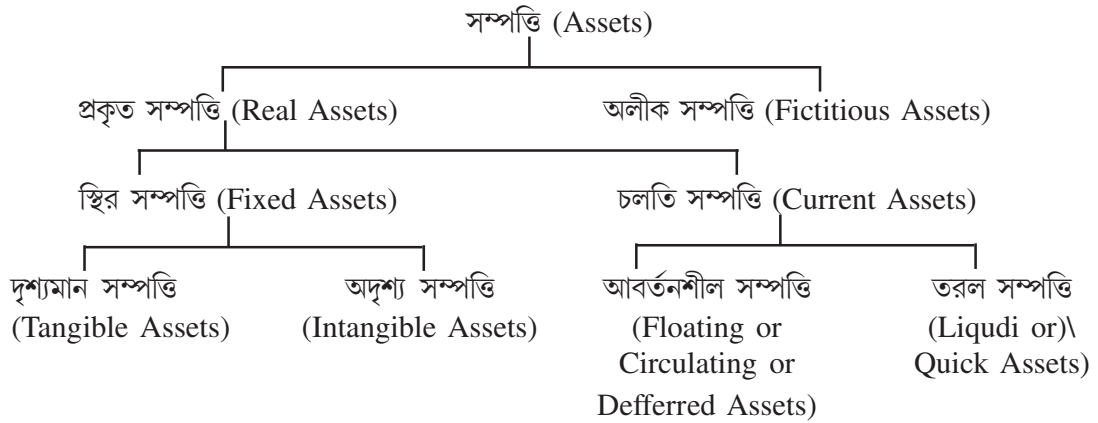 সম্পত্তি (Assets)
প্রকৃত সম্পত্তি (Real Assets) অলীক সম্পত্তি (Fictitious Assets)
স্থির সম্পত্তি (Fixed Assets) চলতি সম্পত্তি (Current Assets)
দৃশ্যমান সম্পত্তি অদৃশ্য সম্পত্তি আবর্তনশীল সম্পত্তি তরল সম্পত্তি
(Tangible Assets) (Intangible Assets) (Floating or (Liqudi or)\
Circulating or Quick Assets)
Defferred Assets)